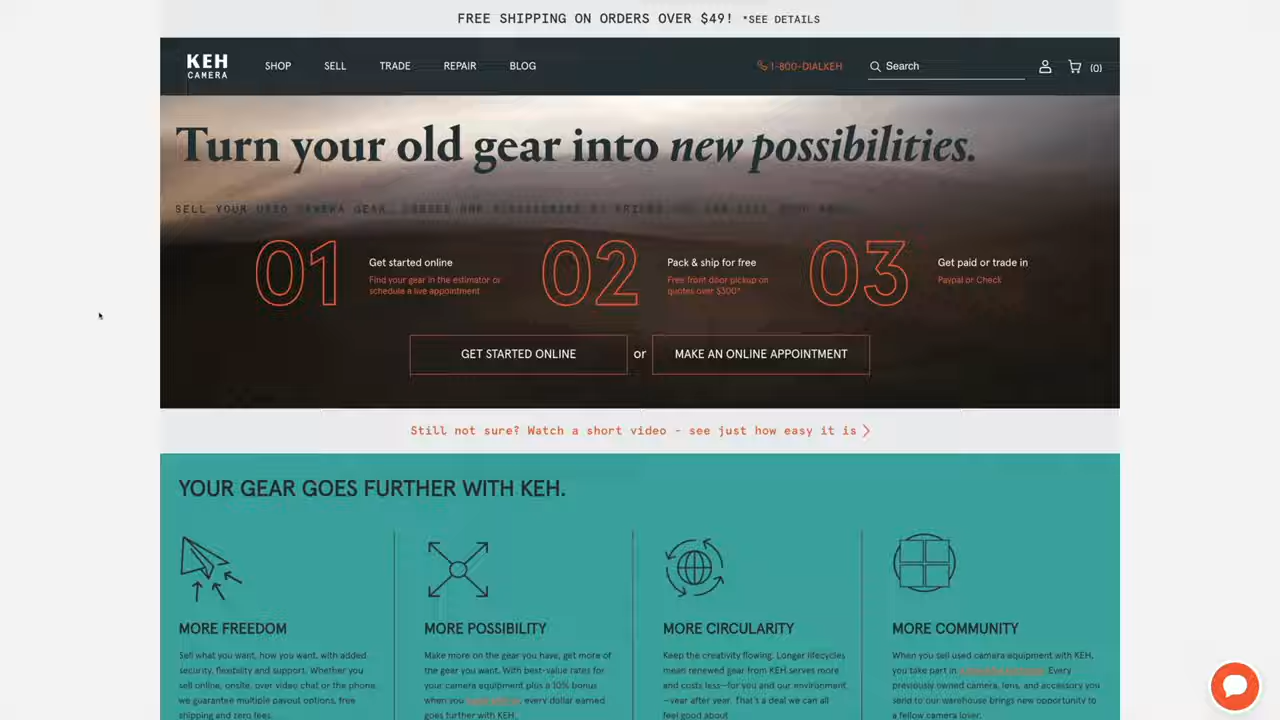 FREE SHIPPING ON ORDERS OVER $49! *SEE DETAILS
KEH
CAMERA
SHOP
SELL
TRADE
REPAIR
BLOG
1-800-DIALKEH
Search
(0)
Turn your old gear into new possibilities.
SELL YOUR USED CAMERA GEAR
01
Get started online
Find your gear in the estimator or
schedule a live appointment
02
Pack & ship for free
Free front door pickup on
quotes over $300*
03
Get paid or trade in
Paypal or Check
GET STARTED ONLINE
or
MAKE AN ONLINE APPOINTMENT
Still not sure? Watch a short video - see just how easy it is
YOUR GEAR GOES FURTHER WITH KEH.
MORE FREEDOM
Sell what you want, how you want, with added
security, flexibility and support. Whether you
sell online, onsite, over video chat or the phone,
we guarantee multiple payout options, free
shipping and zero fees.
MORE POSSIBILITY
Make more on the gear you have, get more of
the gear you want. With best-value rates for
your camera equipment plus a 10% bonus
when you , every dollar earned
goes further with KEH.
MORE CIRCULARITY
Keep the creativity flowing. Longer lifecycles
mean renewed gear from KEH serves more
and costs less—for you and our environment
—year after year. That's a deal we can all
feel good about.
MORE COMMUNITY
When you sell used camera equipment with KEH,
you take part in . Every
previously owned camera, lens, and accessory you
send to our warehouse brings new opportunity to
a fellow camera lover.